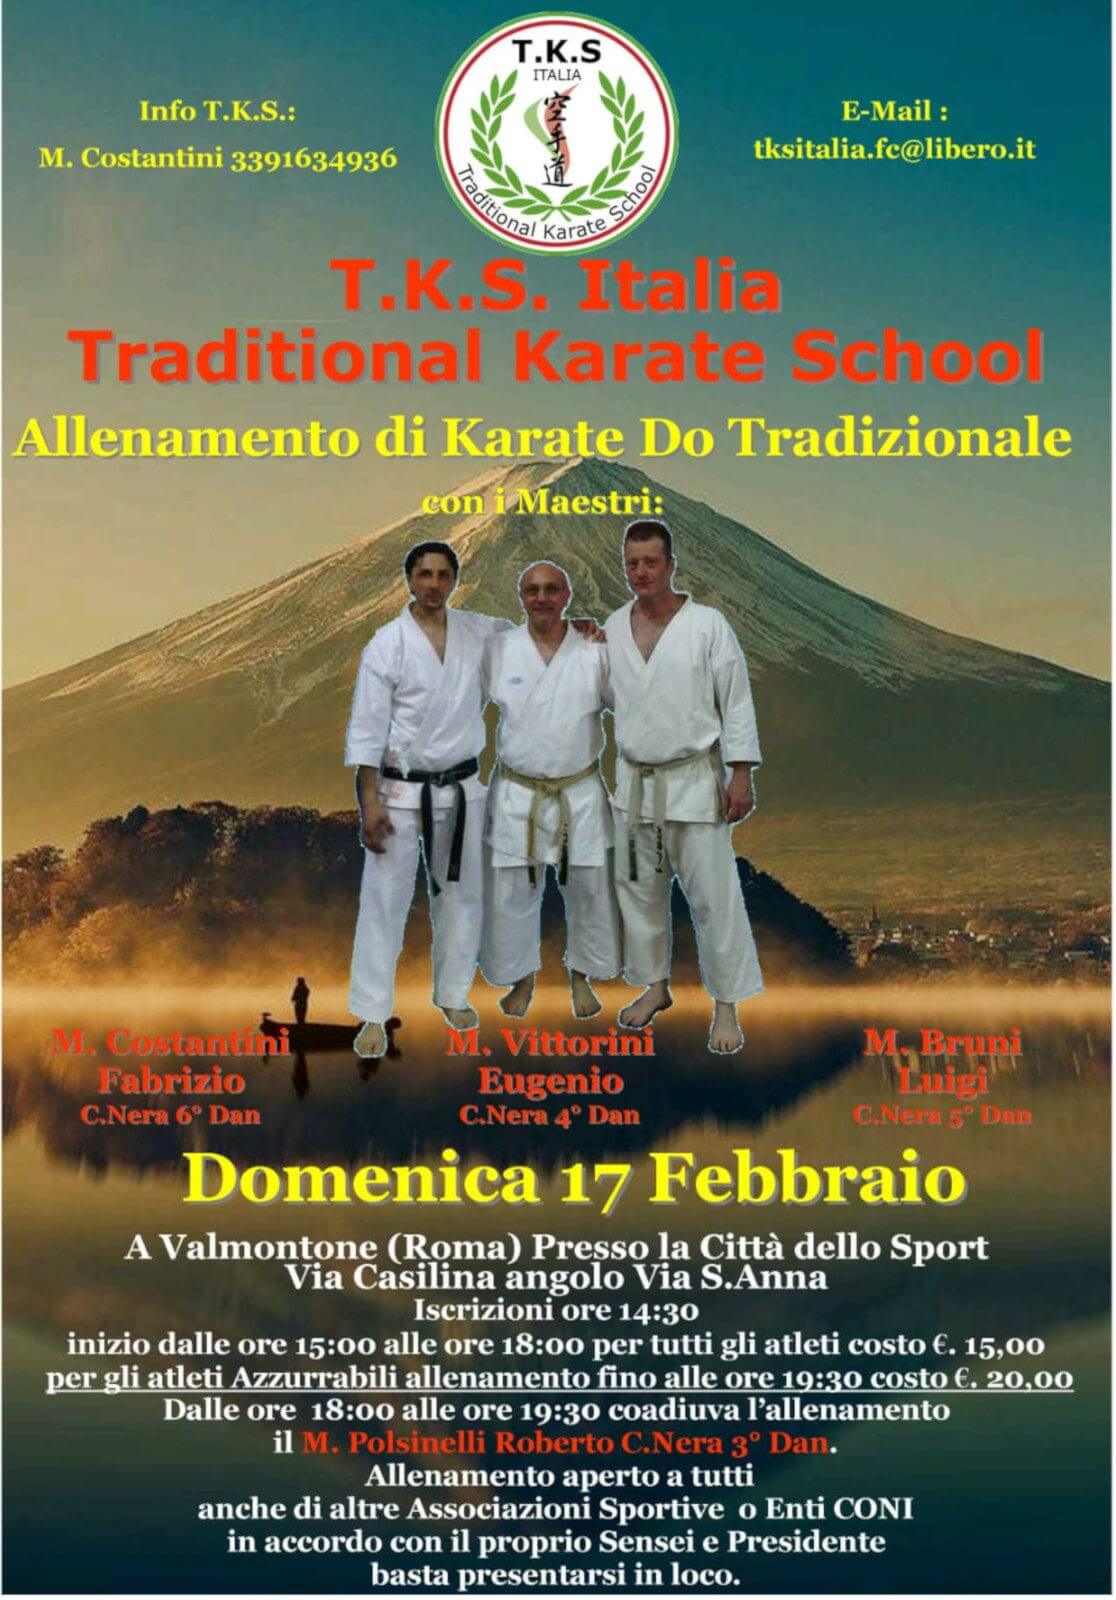 T.K.S
ITALIA
空
手
道
Traditional Karate School
Info T.K.S.:
M. Costantini 3391634936
E-Mail :
tksitalia.fc@libero.it
T.K.S. Italia
Traditional Karate School
Allenamento di Karate Do Tradizionale
con i Maestri:
M. Costantini
Fabrizio
C.Nera 6° Dan
M. Vittorini
Eugenio
C.Nera 4° Dan
M. Bruni
Luigi
C.Nera 5° Dan
Domenica 17 Febbraio
A Valmontone (Roma) Presso la Città dello Sport
Via Casilina angolo Via S.Anna
Iscrizioni ore 14:30
inizio dalle ore 15:00 alle ore 18:00 per tutti gli atleti costo €. 15,00
per gli atleti Azzurrabili allenamento fino alle ore 19:30 costo €. 20,00
Dalle ore 18:00 alle ore 19:30 coadiuva l'allenamento
il M. Polsinelli Roberto C.Nera 3° Dan.
Allenamento aperto a tutti
anche di altre Associazioni Sportive o Enti CONI
in accordo con il proprio Sensei e Presidente
basta presentarsi in loco.